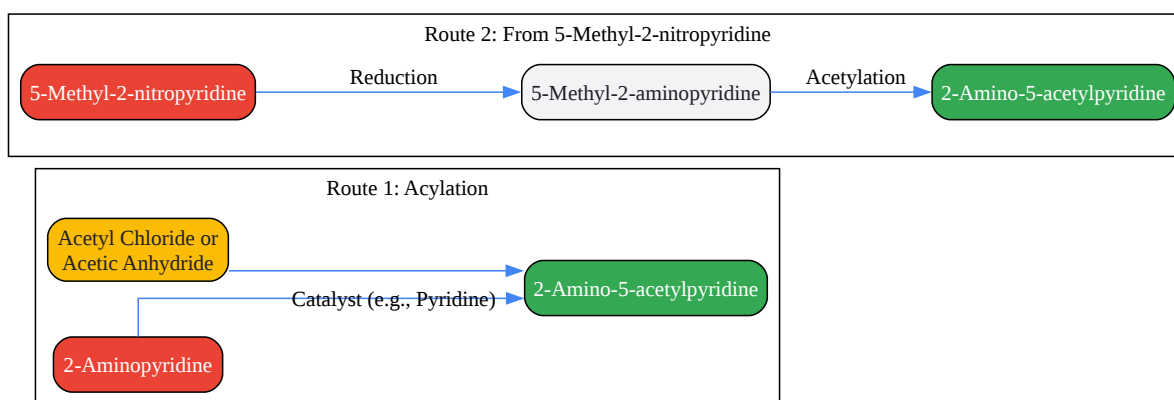 Route 2: From 5-Methyl-2-nitropyridine
5-Methyl-2-nitropyridine
Reduction
5-Methyl-2-aminopyridine
Acetylation
2-Amino-5-acetylpyridine
Route 1: Acylation
Acetyl Chloride or
Acetic Anhydride
2-Amino-5-acetylpyridine
Catalyst (e.g., Pyridine)
2-Aminopyridine